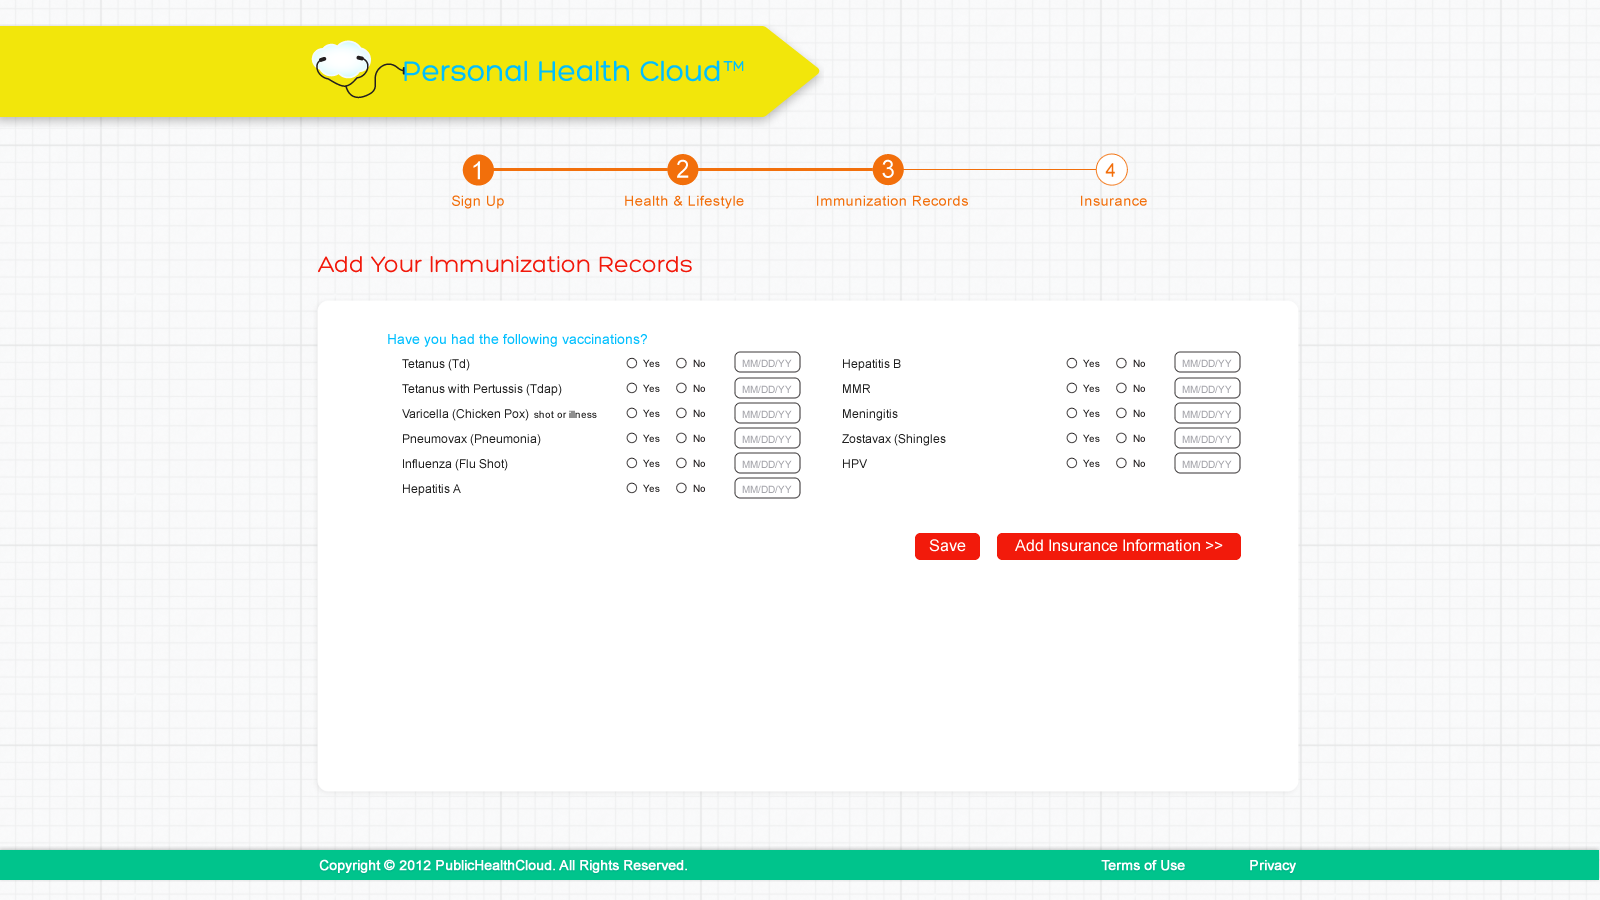 Personal Health Cloud™
1 2 3 4
Sign Up Health & Lifestyle Immunization Records Insurance
Add Your Immunization Records
Have you had the following vaccinations?
Tetanus (Td) Yes No MM/DD/YY Hepatitis B Yes No MM/DD/YY
Tetanus with Pertussis (Tdap) Yes No MM/DD/YY MMR Yes No MM/DD/YY
Varicella (Chicken Pox) shot or illness Yes No MM/DD/YY Meningitis Yes No MM/DD/YY
Pneumovax (Pneumonia) Yes No MM/DD/YY Zostavax (Shingles Yes No MM/DD/YY
Influenza (Flu Shot) Yes No MM/DD/YY HPV Yes No MM/DD/YY
Hepatitis A Yes No MM/DD/YY
Save Add Insurance Information >>
Copyright © 2012 PublicHealthCloud. All Rights Reserved. Terms of Use Privacy